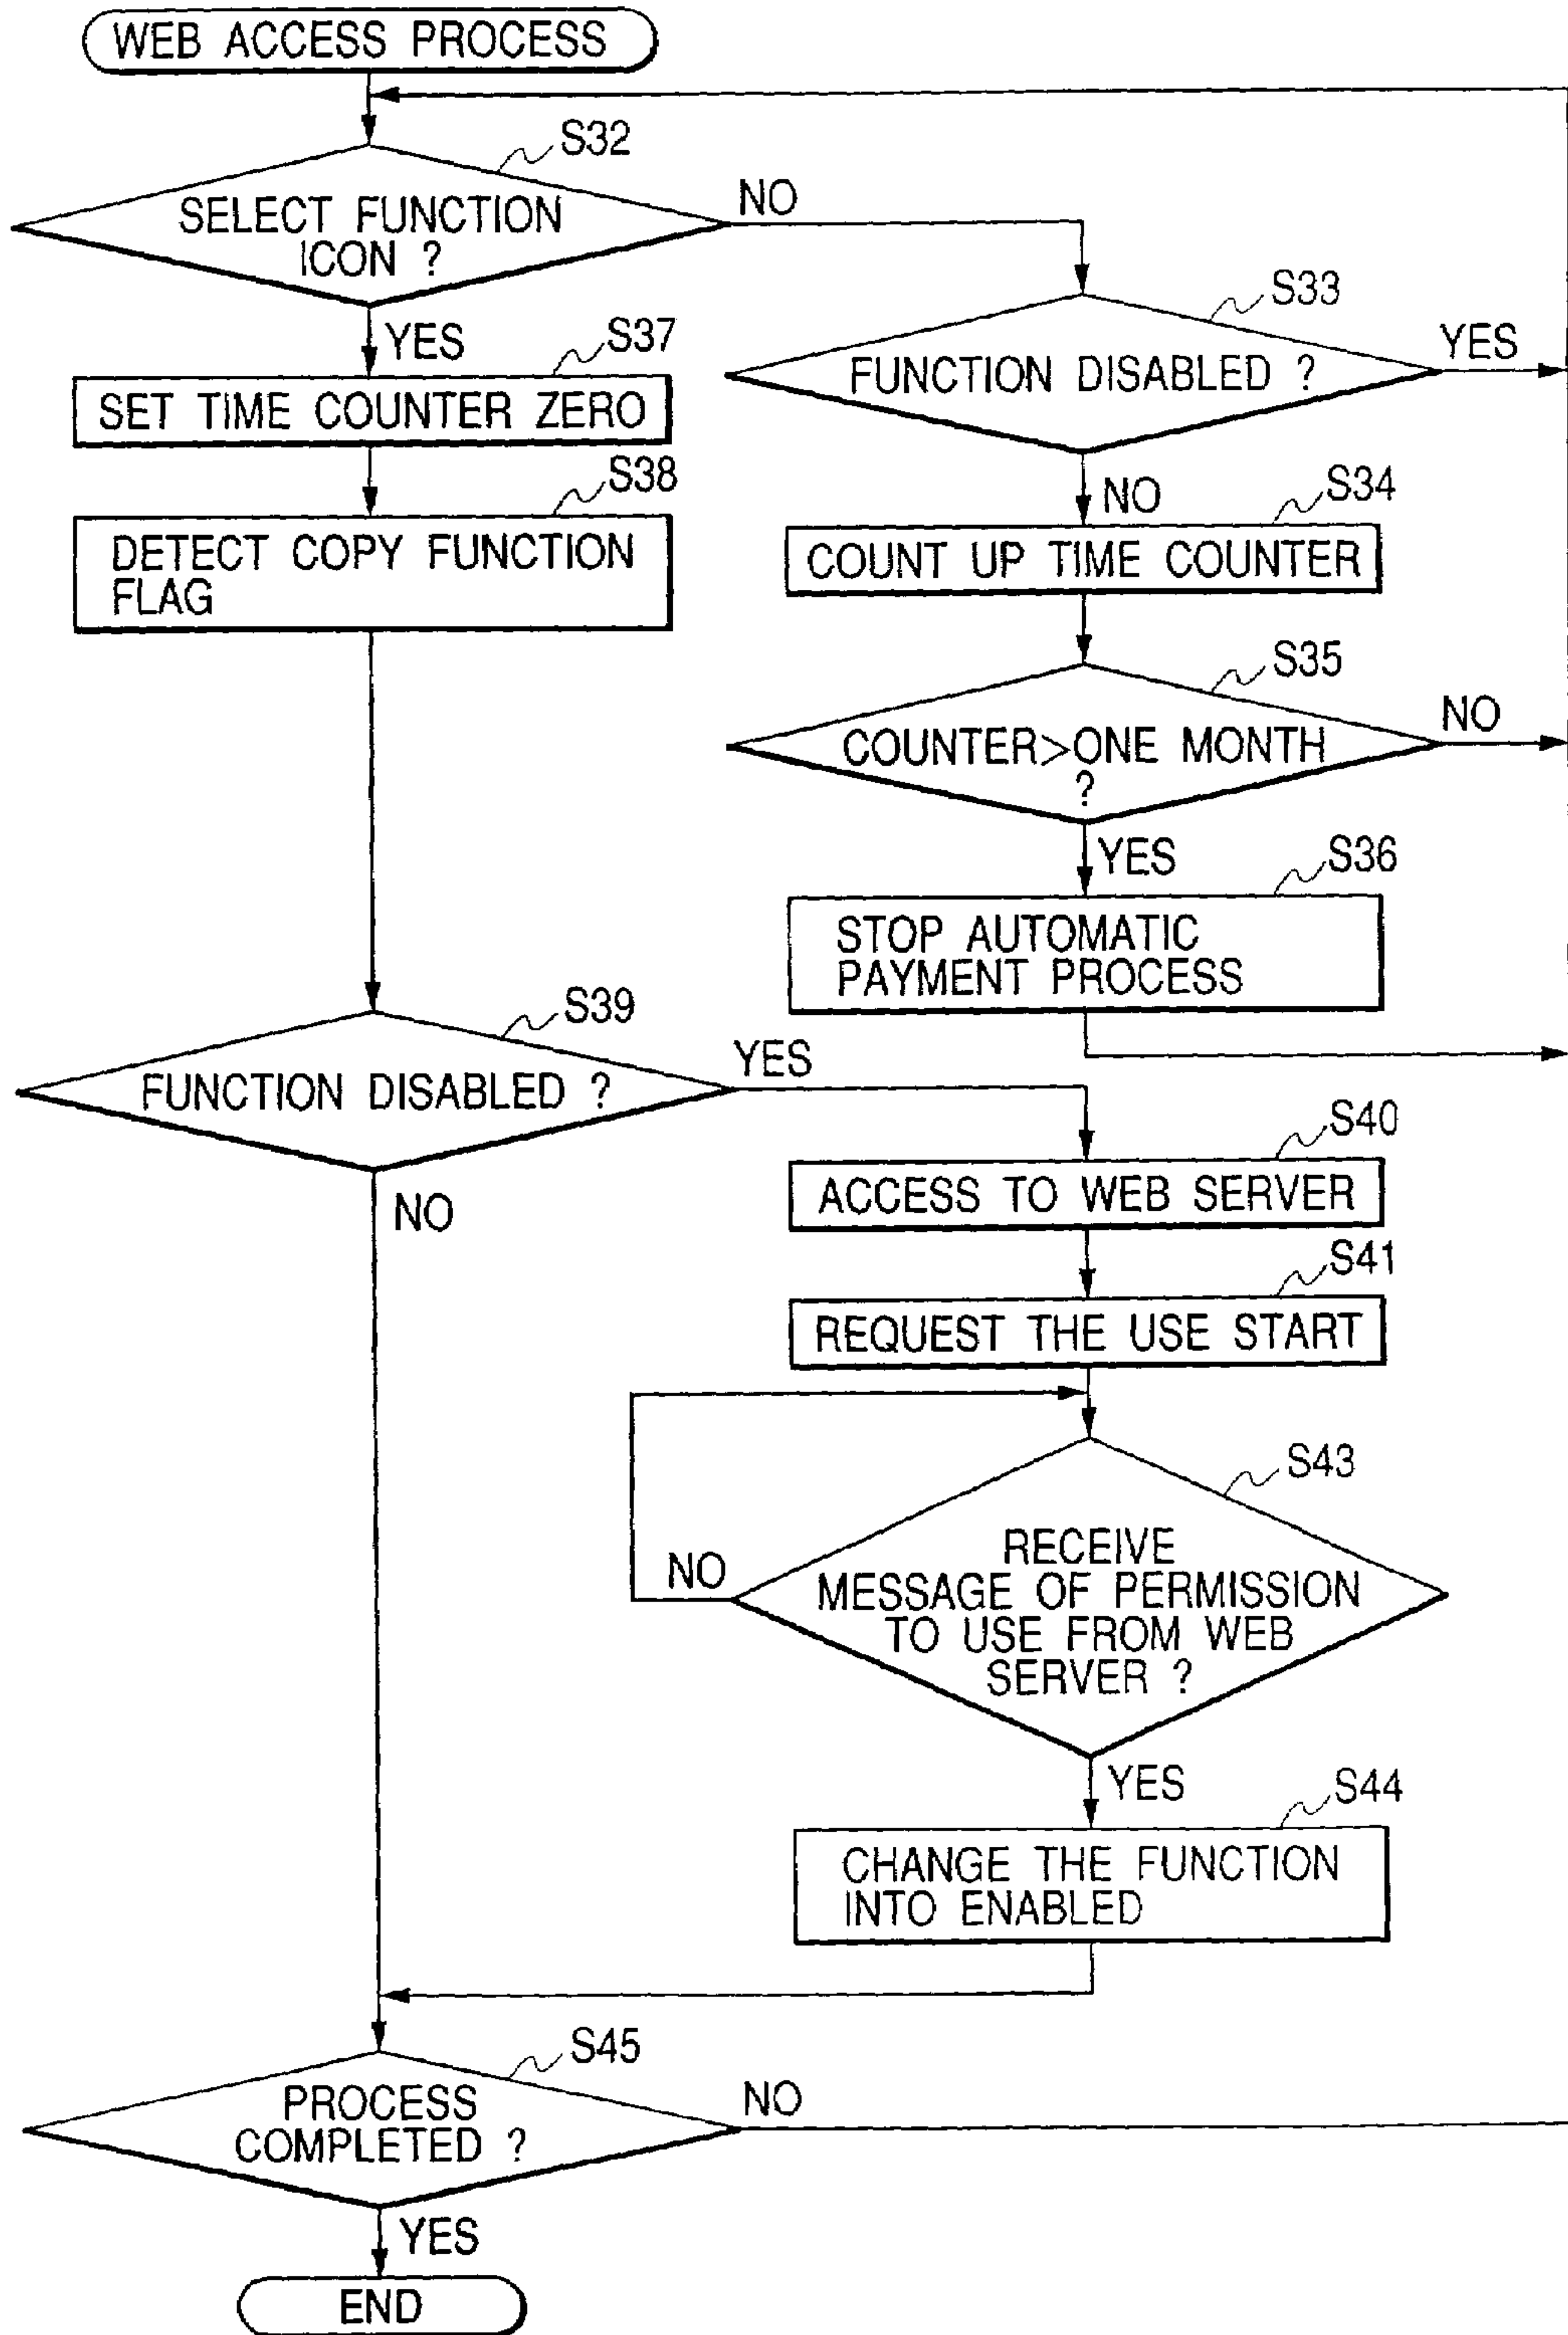 WEB ACCESS PROCESS
S32
SELECT FUNCTION
ICON ?
NO
YES
S33
FUNCTION DISABLED ?
YES
NO
S37
SET TIME COUNTER ZERO
S38
DETECT COPY FUNCTION
FLAG
S34
COUNT UP TIME COUNTER
S35
COUNTER>ONE MONTH
?
NO
YES
S36
STOP AUTOMATIC
PAYMENT PROCESS
S39
FUNCTION DISABLED ?
YES
NO
S40
ACCESS TO WEB SERVER
S41
REQUEST THE USE START
S43
RECEIVE
MESSAGE OF PERMISSION
TO USE FROM WEB
SERVER ?
NO
YES
S44
CHANGE THE FUNCTION
INTO ENABLED
S45
PROCESS
COMPLETED ?
NO
YES
END